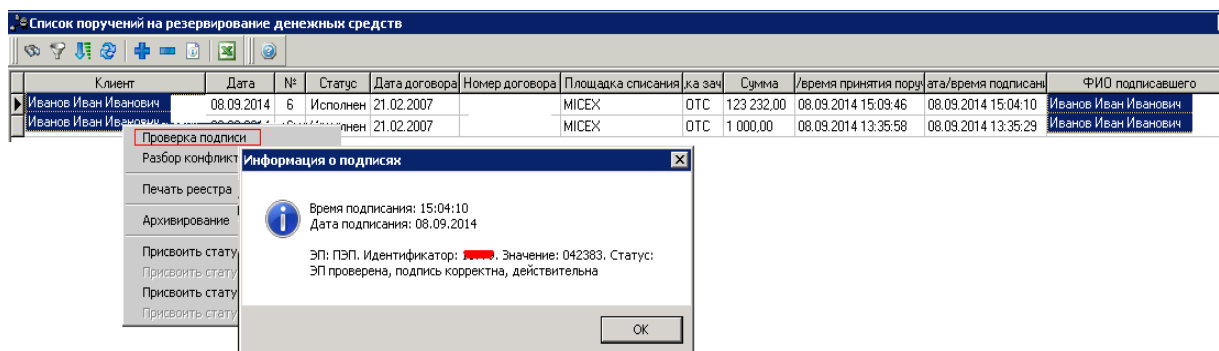 Список поручений на резервирование денежных средств
Клиент Дата № Статус Дата договора Номер договора Площадка списания ка зач Сумма /время принятия пору ата/время подписани ФИО подписавшего
Иванов Иван Иванович 08.09.2014 6 Исполнен 21.02.2007 MICEX OTC 123 232,00 08.09.2014 15:09:46 08.09.2014 15:04:10 Иванов Иван Иванович
Иванов Иван 21.02.2007 MICEX OTC 1 000,00 08.09.2014 13:35:58 08.09.2014 13:35:29 Иванов Иван Иванович
Проверка подписи
Разбор конфликт
Печать реестра
Архивирование
Присвоить стату
Присвоить стату
Присвоить стату
Присвоить стату
Информация о подписях
Время подписания: 15:04:10
Дата подписания: 08.09.2014
ЭП: ПЭП. Идентификатор: . Значение: 042383. Статус:
ЭП проверена, подпись корректна, действительна
OK